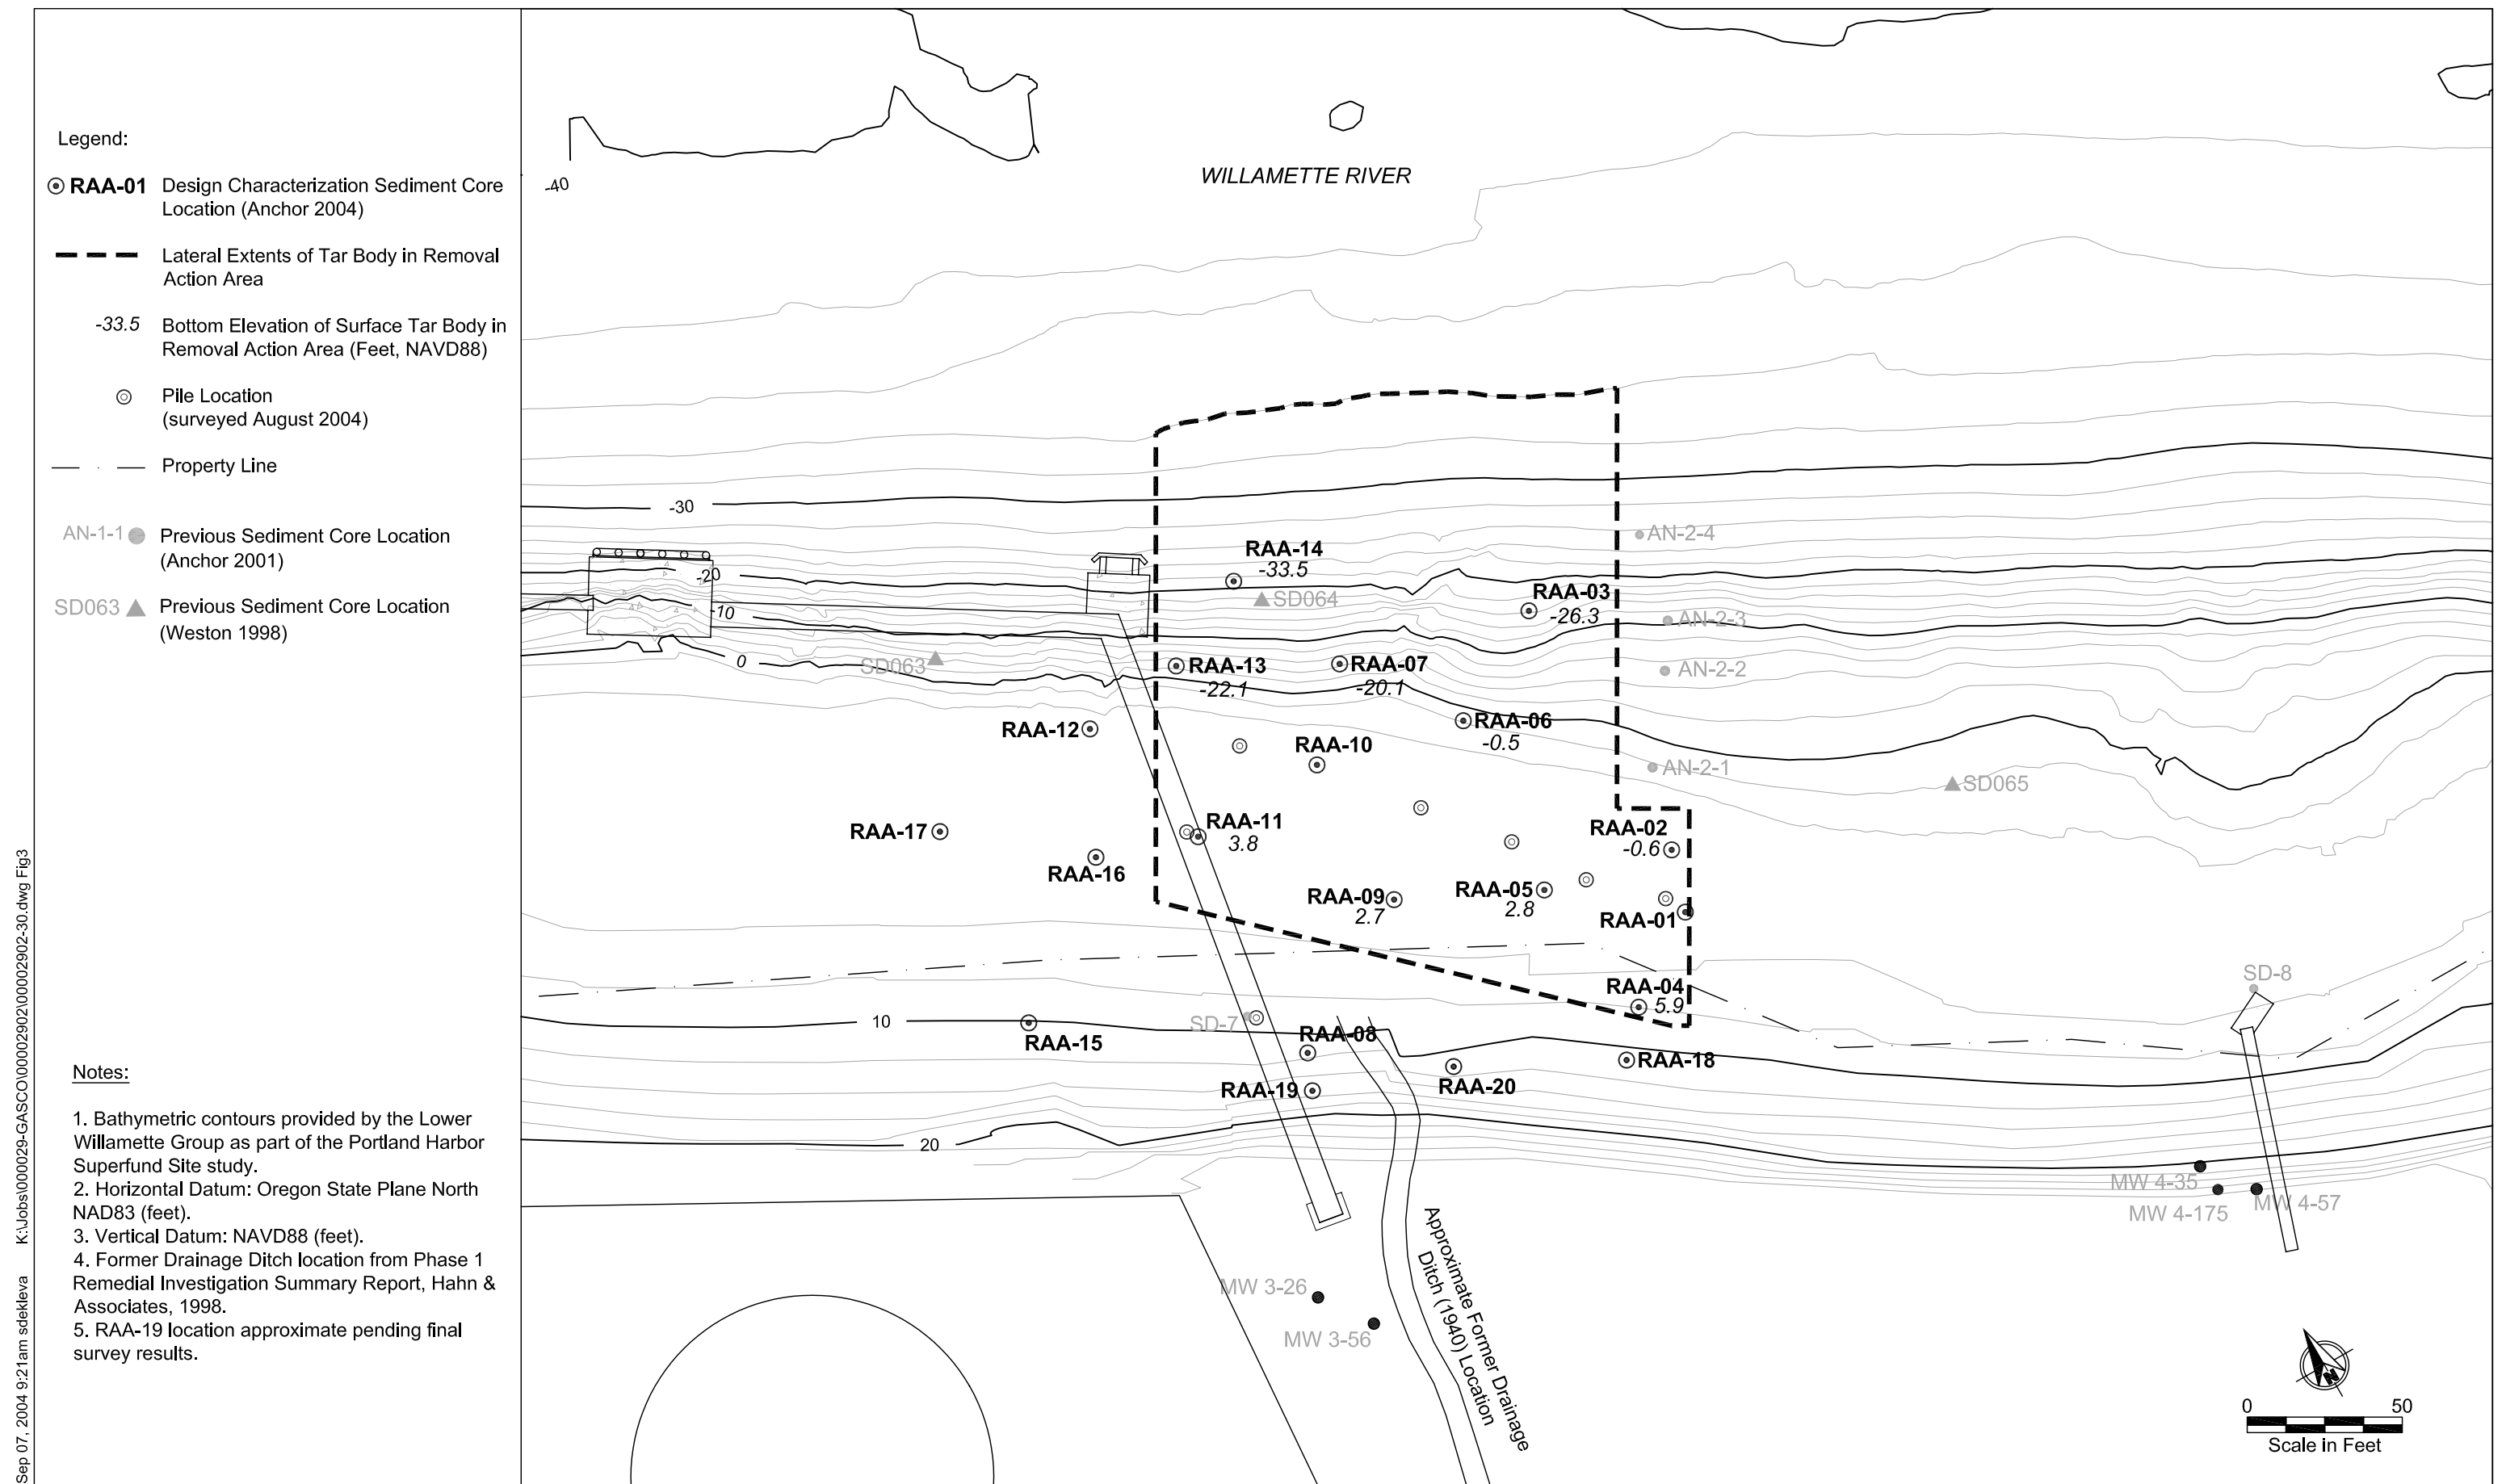 Legend:
RAA-01 Design Characterization Sediment Core
Location (Anchor 2004)
Lateral Extents of Tar Body in Removal
Action Area
-33.5 Bottom Elevation of Surface Tar Body in
Removal Action Area (Feet, NAVD88)
Pile Location
(surveyed August 2004)
Property Line
AN-1-1 Previous Sediment Core Location
(Anchor 2001)
SD063 Previous Sediment Core Location
(Weston 1998)
Notes:
1. Bathymetric contours provided by the Lower
Willamette Group as part of the Portland Harbor
Superfund Site study.
2. Horizontal Datum: Oregon State Plane North
NAD83 (feet).
3. Vertical Datum: NAVD88 (feet).
4. Former Drainage Ditch location from Phase 1
Remedial Investigation Summary Report, Hahn &
Associates, 1998.
5. RAA-19 location approximate pending final
survey results.
Sep 07, 2004 9:21am sdekleva K:\Jobs\000029-GASCO\00002902\00002902-30.dwg Fig3
-40
WILLAMETTE RIVER
-30
AN-2-4
RAA-14
-33.5
-20
SD064
RAA-03
-26.3
-10
AN-2-3
0
SD063
RAA-13
-22.1
RAA-07
-20.1
AN-2-2
RAA-12
RAA-06
-0.5
RAA-10
AN-2-1
SD065
RAA-17
RAA-11
3.8
RAA-02
-0.6
RAA-16
RAA-09
2.7
RAA-05
2.8
RAA-01
SD-8
RAA-04
5.9
10
SD-7
RAA-15
RAA-08
RAA-18
RAA-19
RAA-20
20
MW 4-35
MW 4-175
MW 4-57
MW 3-26
MW 3-56
Approximate Former Drainage
Ditch (1940) Location
N
0 50
Scale in Feet